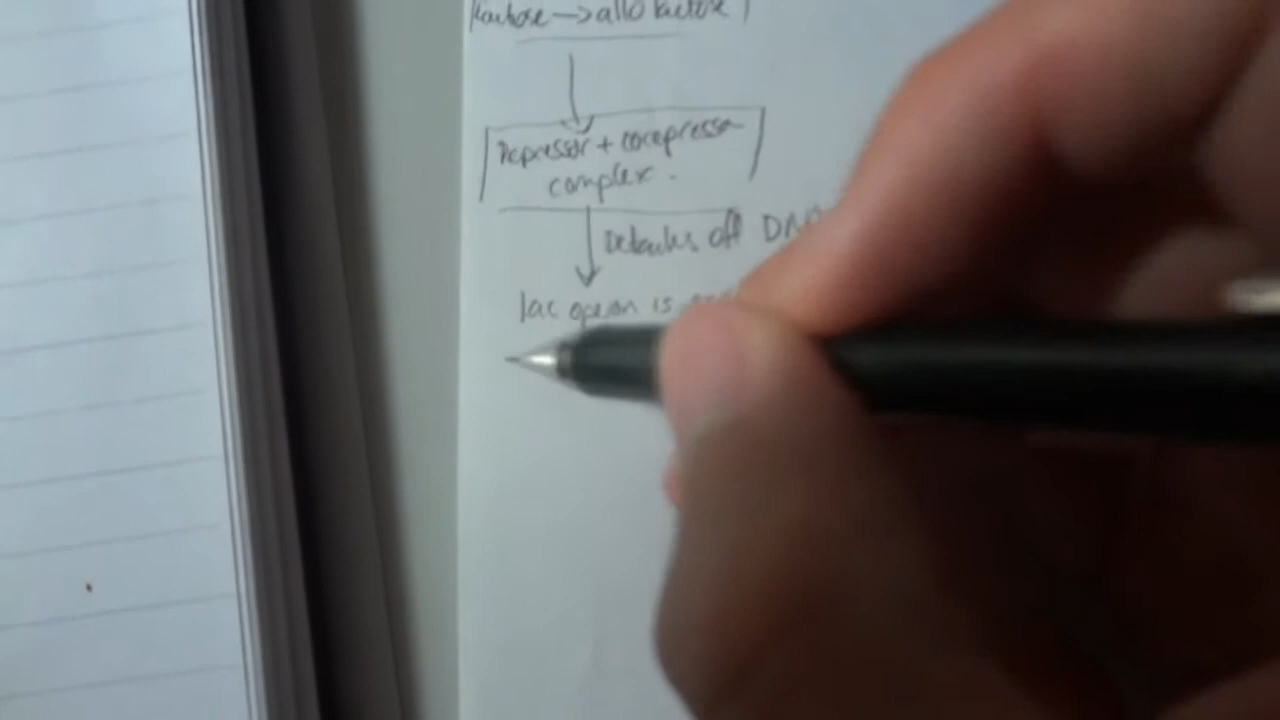 lactose → allolactose
Repressor + corepressor
complex.
Detaches off DNA
lac operon is